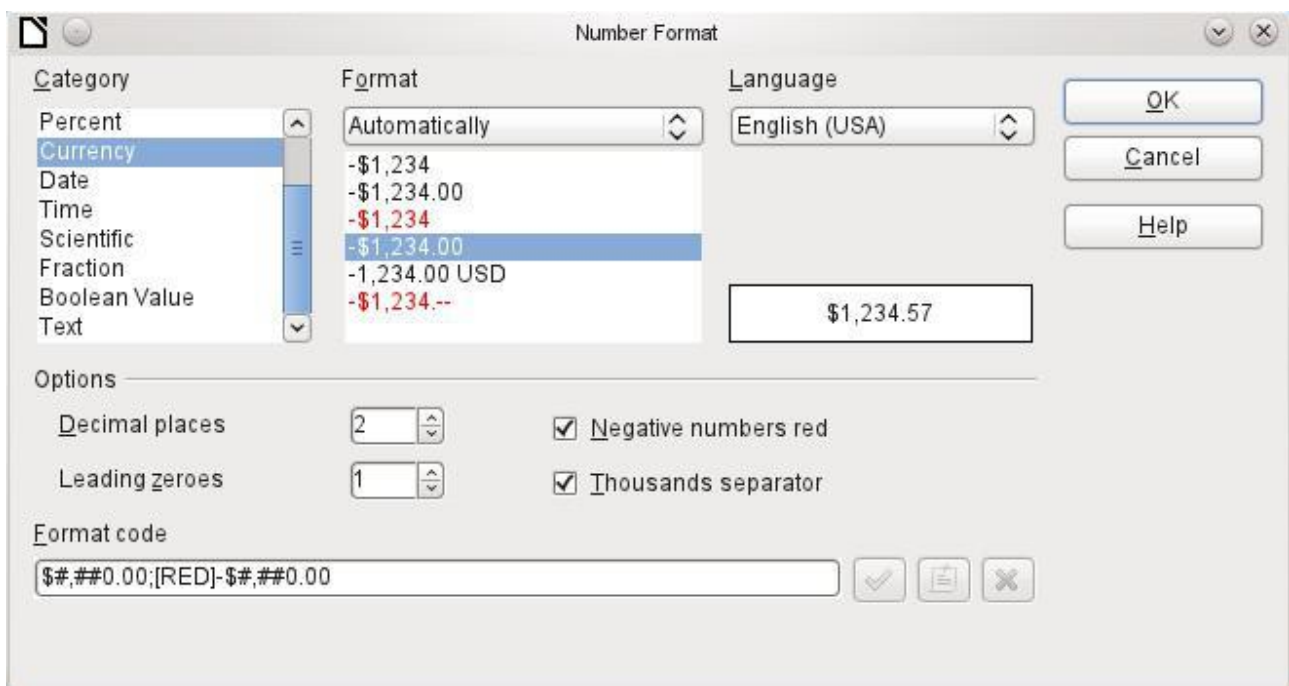 Number Format
Category
Percent
Currency
Date
Time
Scientific
Fraction
Boolean Value
Text
Format
Automatically
-$1,234
-$1,234.00
-$1,234
-$1,234.00
-1,234.00 USD
-$1,234.--
Language
English (USA)
$1,234.57
OK
Cancel
Help
Options
Decimal places 2
Negative numbers red
Leading zeroes 1
Thousands separator
Format code
$#,##0.00;[RED]-$#,##0.00